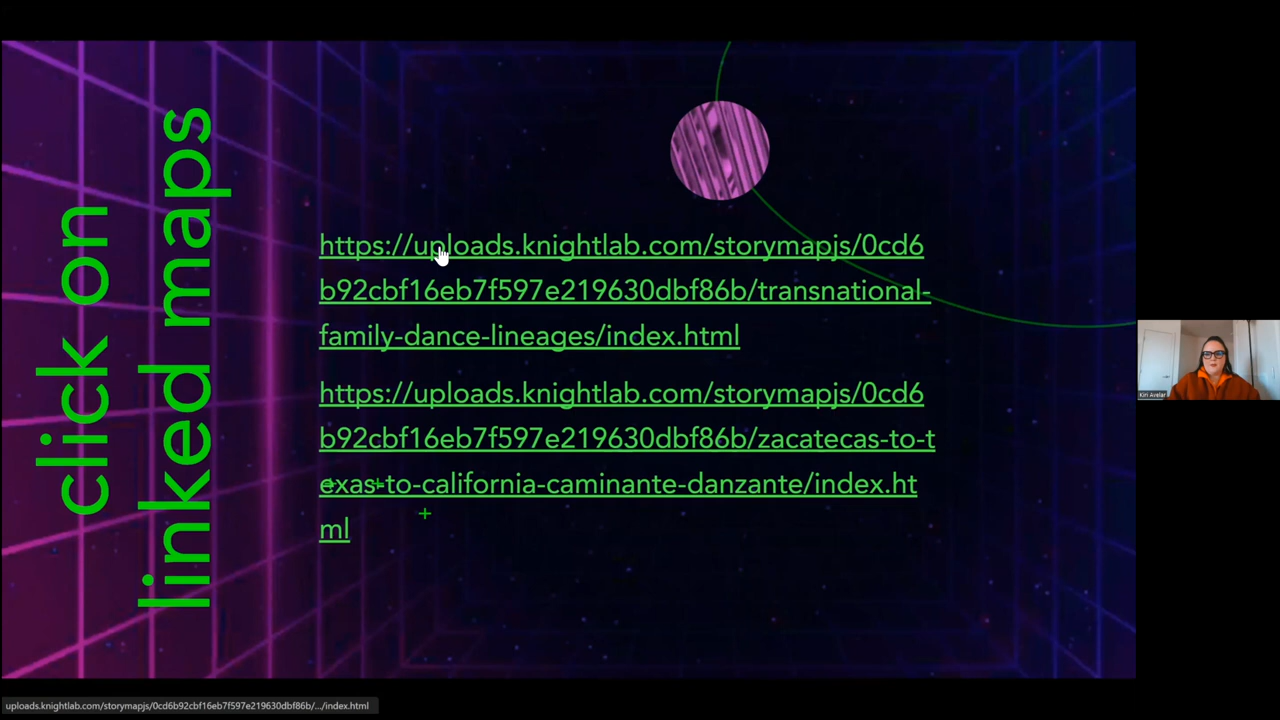 click on
linked maps
https://uploads.knightlab.com/storymapjs/0cd6
b92cbf16eb7f597e219630dbf86b/transnational-
family-dance-lineages/index.html
https://uploads.knightlab.com/storymapjs/0cd6
b92cbf16eb7f597e219630dbf86b/zacatecas-to-t
exas-to-california-caminante-danzante/index.ht
ml
Kiri Avelar
uploads.knightlab.com/storymapjs/0cd6b92cbf16eb7f597e219630dbf86b/.../index.html